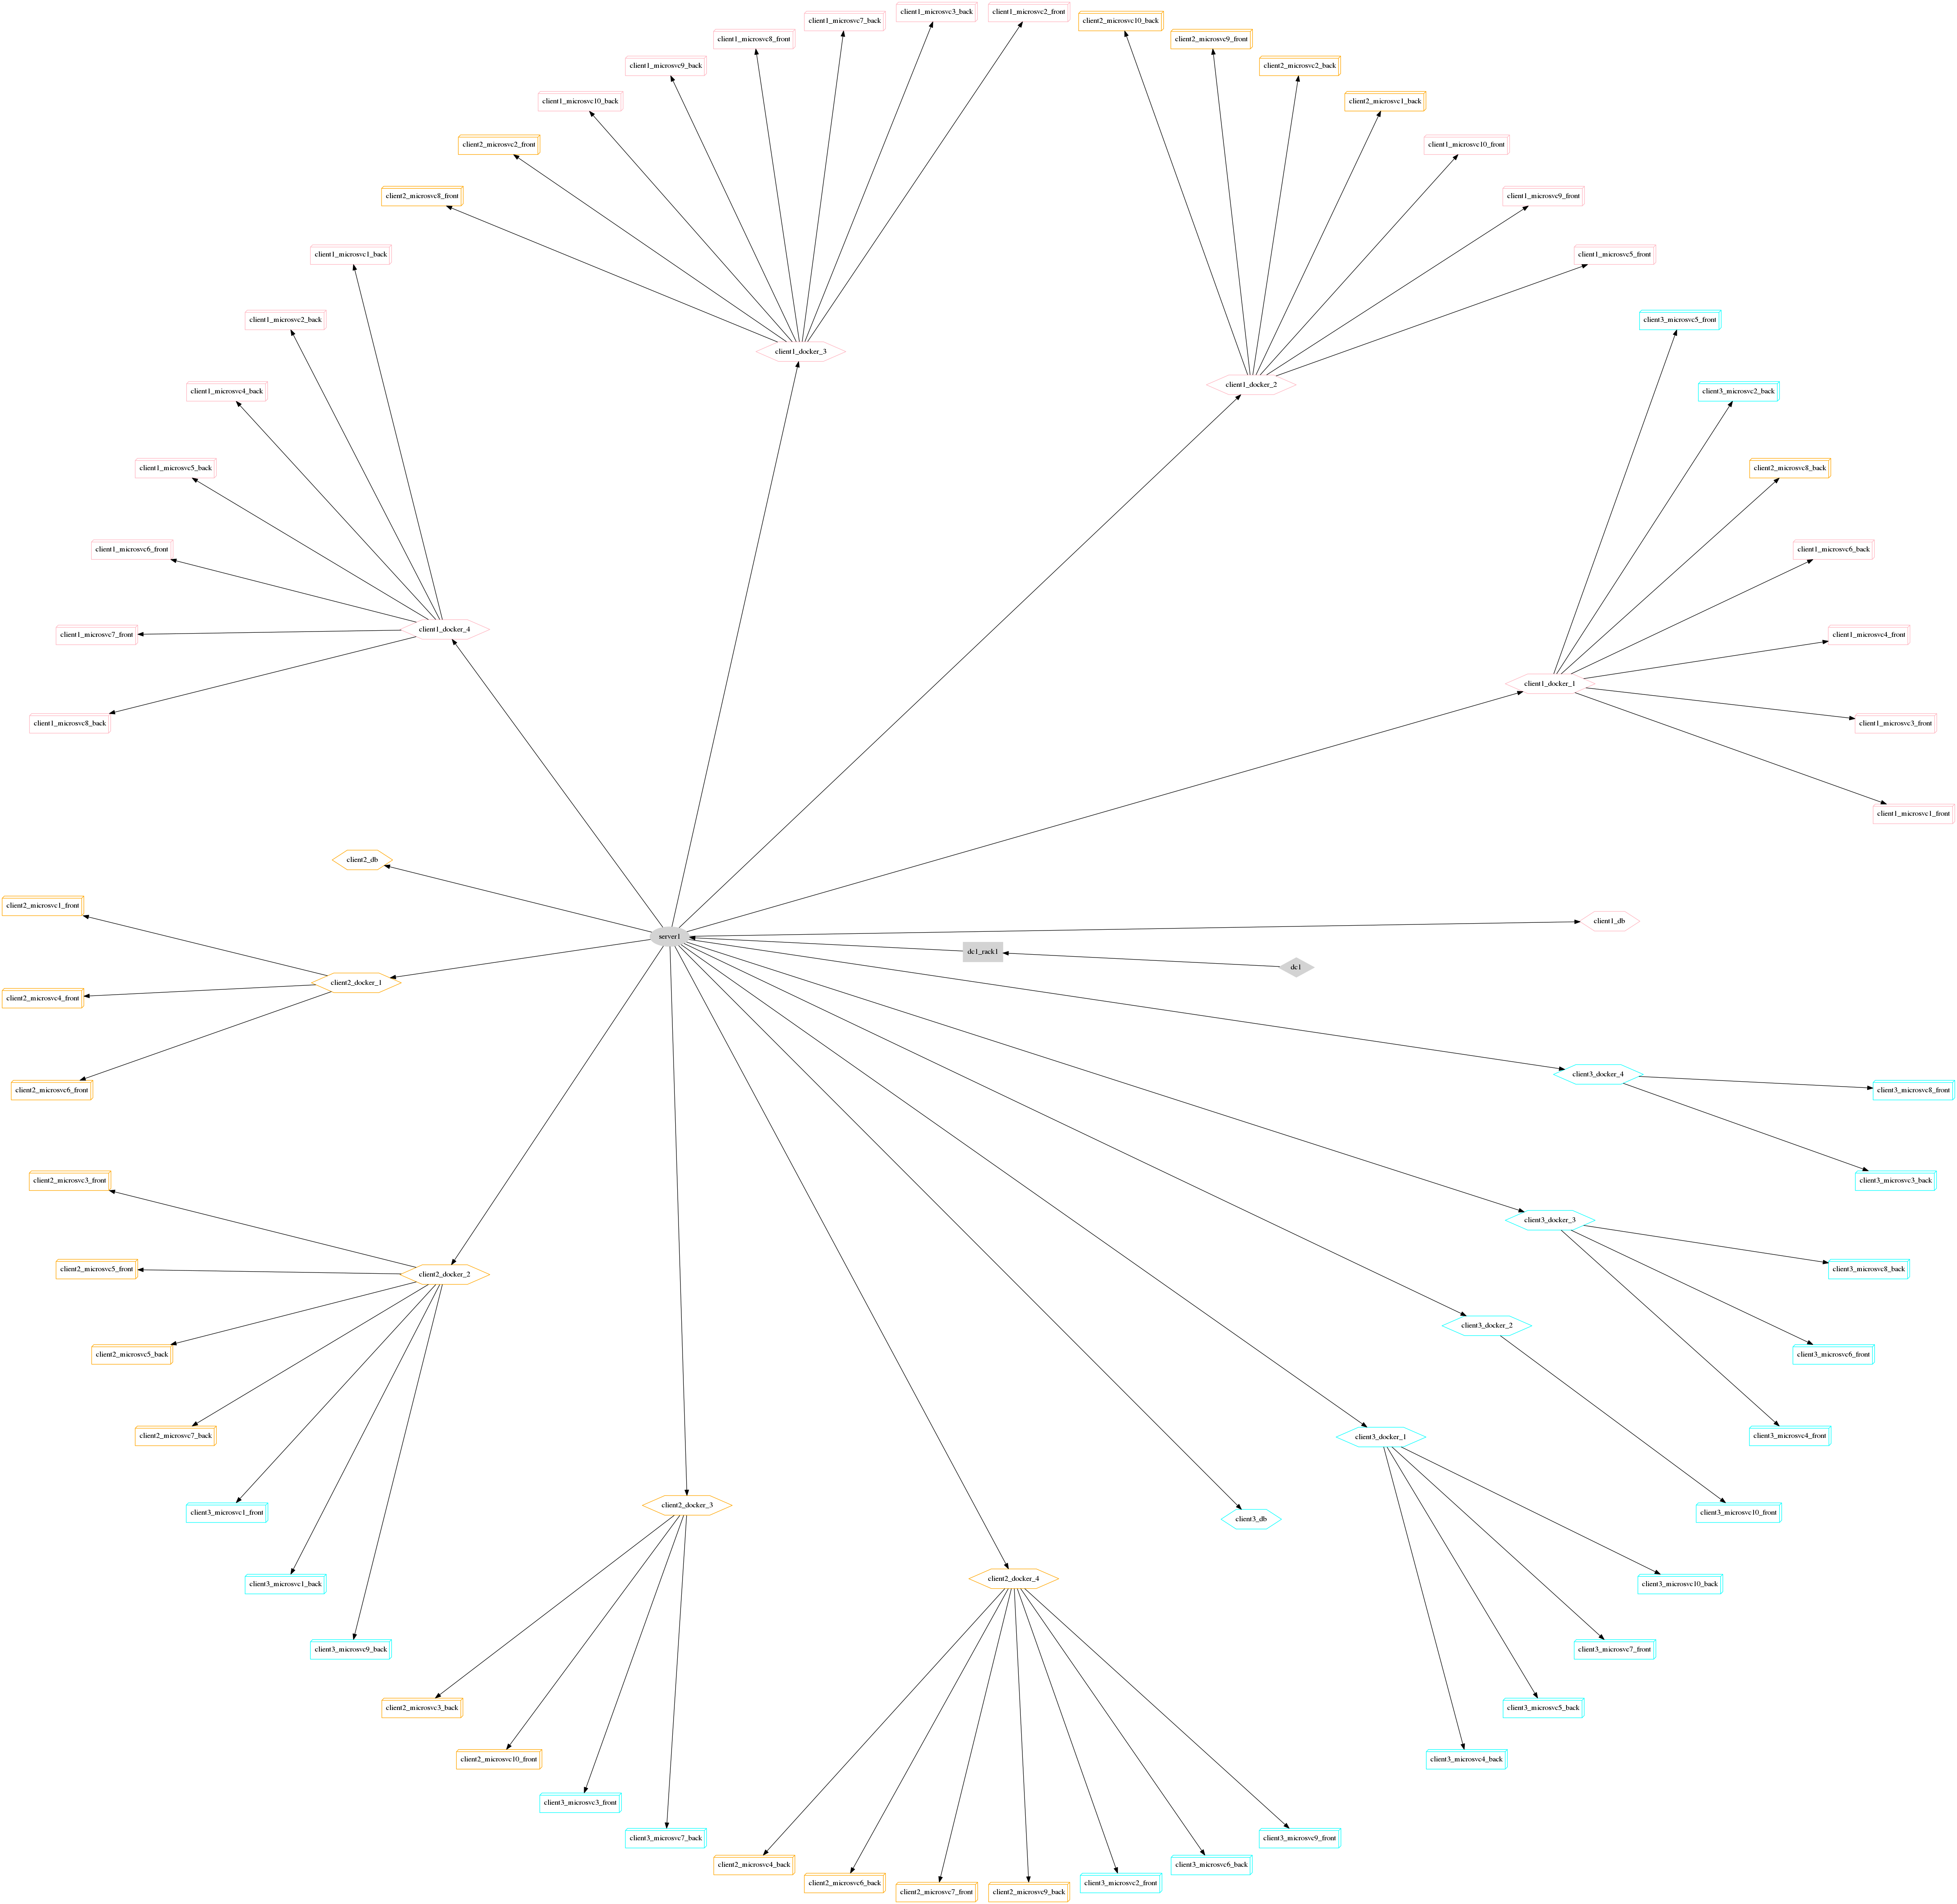 client1_microsvc3_back
client1_microsvc2_front
client2_microsvc10_back
client1_microsvc7_back
client1_microsvc8_front
client2_microsvc9_front
client1_microsvc9_back
client2_microsvc2_back
client1_microsvc10_back
client2_microsvc1_back
client2_microsvc2_front
client1_microsvc10_front
client2_microsvc8_front
client1_microsvc9_front
client1_microsvc1_back
client1_microsvc5_front
client1_microsvc2_back
client3_microsvc5_front
client1_docker_3
client1_docker_2
client1_microsvc4_back
client3_microsvc2_back
client1_microsvc5_back
client2_microsvc8_back
client1_microsvc6_front
client1_microsvc6_back
client1_docker_4
client1_microsvc7_front
client1_microsvc4_front
client1_docker_1
client1_microsvc8_back
client1_microsvc3_front
client1_microsvc1_front
client2_db
client2_microsvc1_front
client1_db
server1
dc1_rack1
dc1
client2_docker_1
client2_microsvc4_front
client3_docker_4
client2_microsvc6_front
client3_microsvc8_front
client2_microsvc3_front
client3_microsvc3_back
client3_docker_3
client2_microsvc5_front
client2_docker_2
client3_microsvc8_back
client3_docker_2
client2_microsvc5_back
client3_microsvc6_front
client2_microsvc7_back
client3_docker_1
client3_microsvc4_front
client2_docker_3
client3_microsvc1_front
client3_db
client3_microsvc10_front
client2_docker_4
client3_microsvc1_back
client3_microsvc10_back
client3_microsvc9_back
client3_microsvc7_front
client2_microsvc3_back
client3_microsvc5_back
client2_microsvc10_front
client3_microsvc4_back
client3_microsvc3_front
client3_microsvc7_back
client3_microsvc9_front
client2_microsvc4_back
client3_microsvc6_back
client2_microsvc6_back
client3_microsvc2_front
client2_microsvc7_front
client2_microsvc9_back